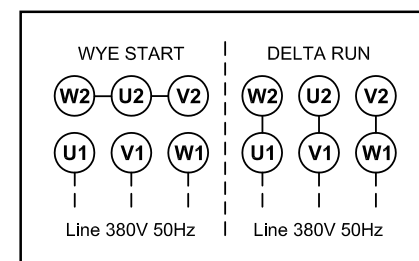 WYE START
W2 U2 V2
U1 V1 W1
Line 380V 50Hz
DELTA RUN
W2 U2 V2
U1 V1 W1
Line 380V 50Hz